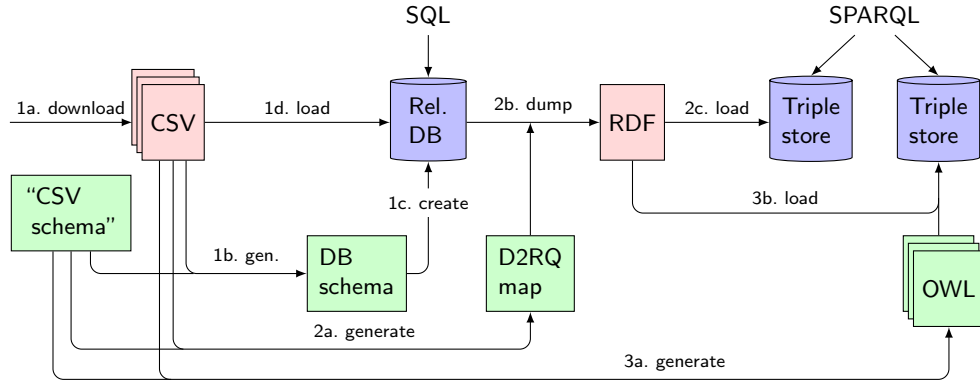 SQL
SPARQL
1a. download
CSV
1d. load
Rel.
DB
2b. dump
RDF
2c. load
Triple
store
Triple
store
“CSV
schema”
1c. create
3b. load
1b. gen.
DB
schema
D2RQ
map
OWL
2a. generate
3a. generate